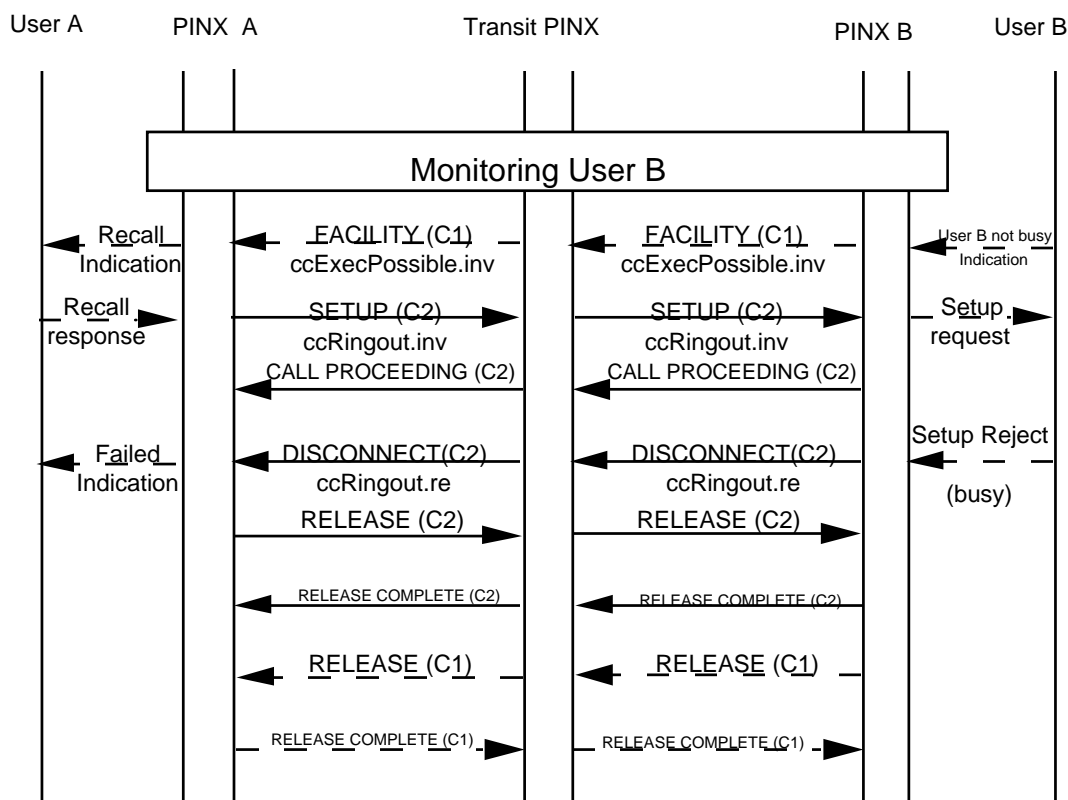 User A
PINX A
Transit PINX
PINX B
User B
Monitoring User B
Recall
Indication
FACILITY (C1)
ccExecPossible.inv
FACILITY (C1)
ccExecPossible.inv
User B not busy
Indication
Recall
response
SETUP (C2)
ccRingout.inv
SETUP (C2)
ccRingout.inv
Setup
request
CALL PROCEEDING (C2)
CALL PROCEEDING (C2)
Failed
Indication
DISCONNECT(C2)
ccRingout.re
DISCONNECT(C2)
ccRingout.re
Setup Reject
(busy)
RELEASE (C2)
RELEASE (C2)
RELEASE COMPLETE (C2)
RELEASE COMPLETE (C2)
RELEASE (C1)
RELEASE (C1)
RELEASE COMPLETE (C1)
RELEASE COMPLETE (C1)